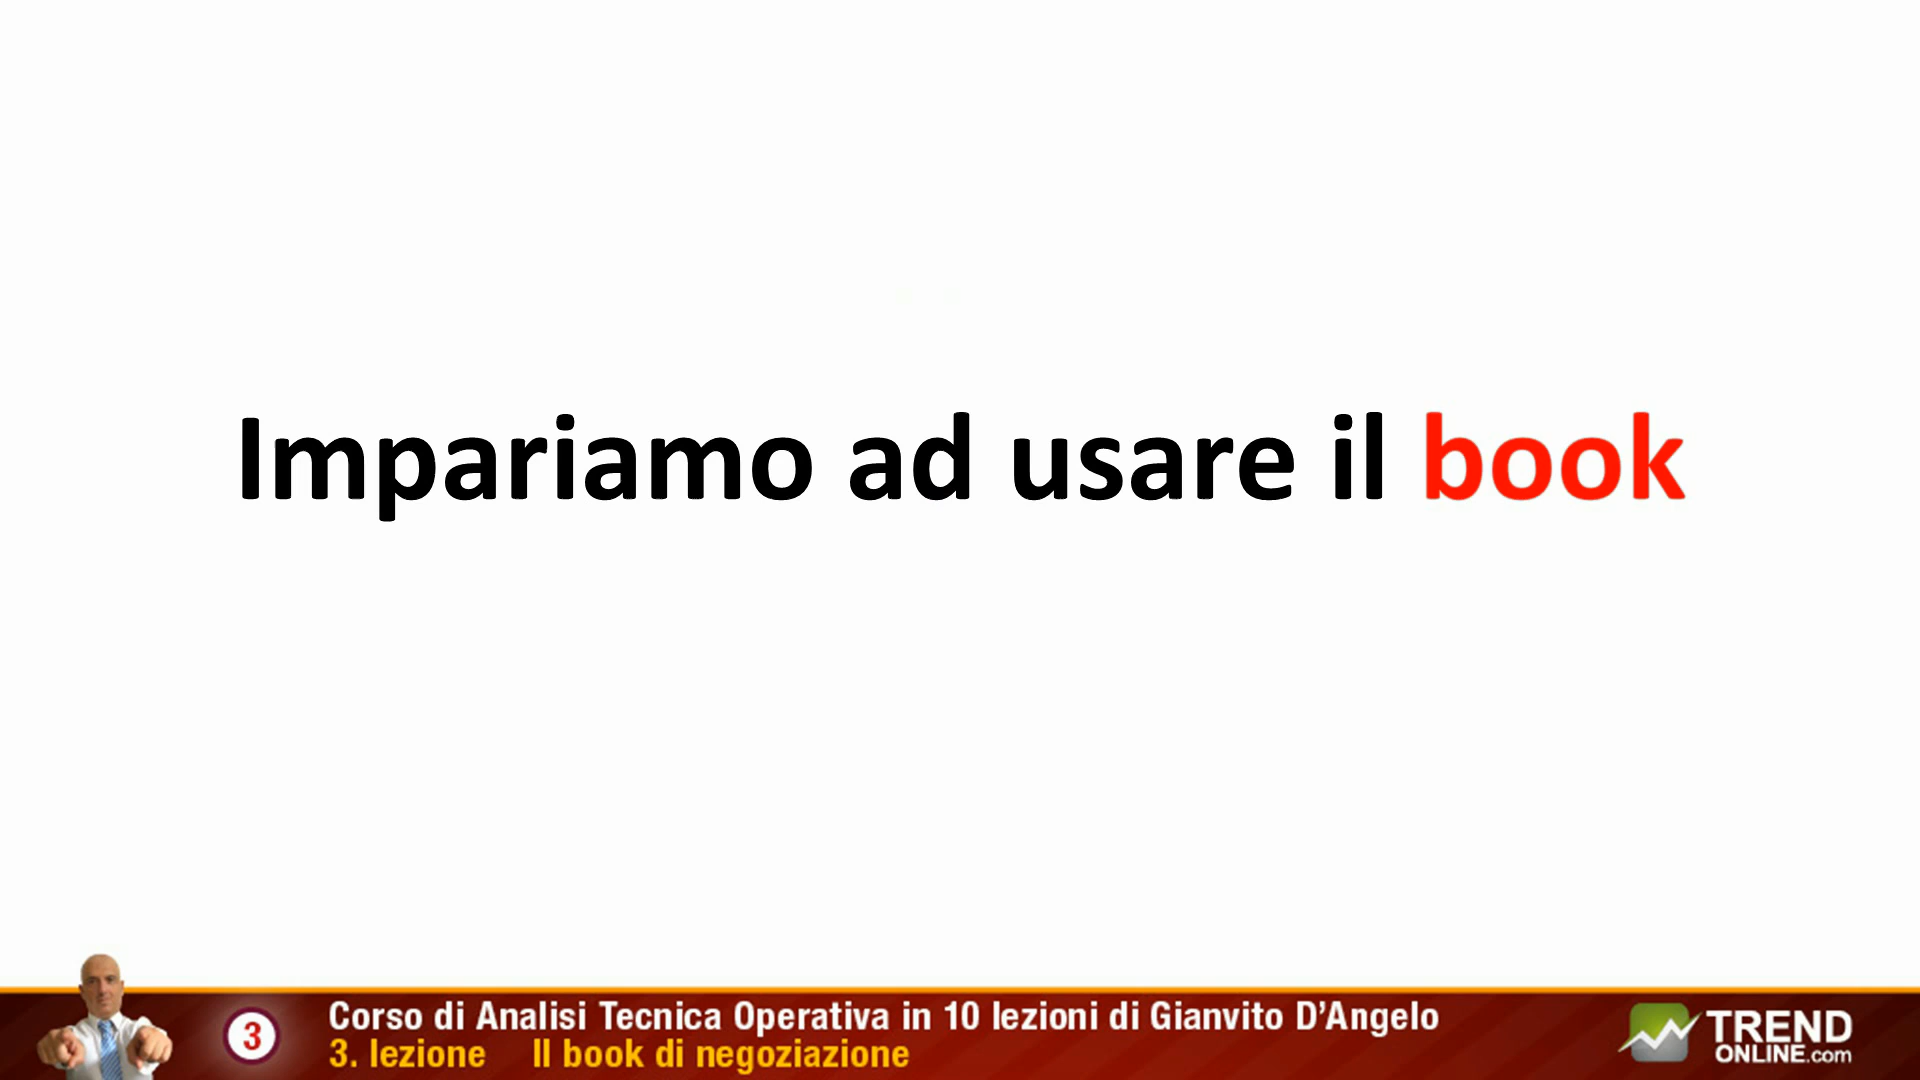 Impariamo ad usare il book
3
Corso di Analisi Tecnica Operativa in 10 lezioni di Gianvito D’Angelo
3. lezione Il book di negoziazione
TREND
ONLINE.com